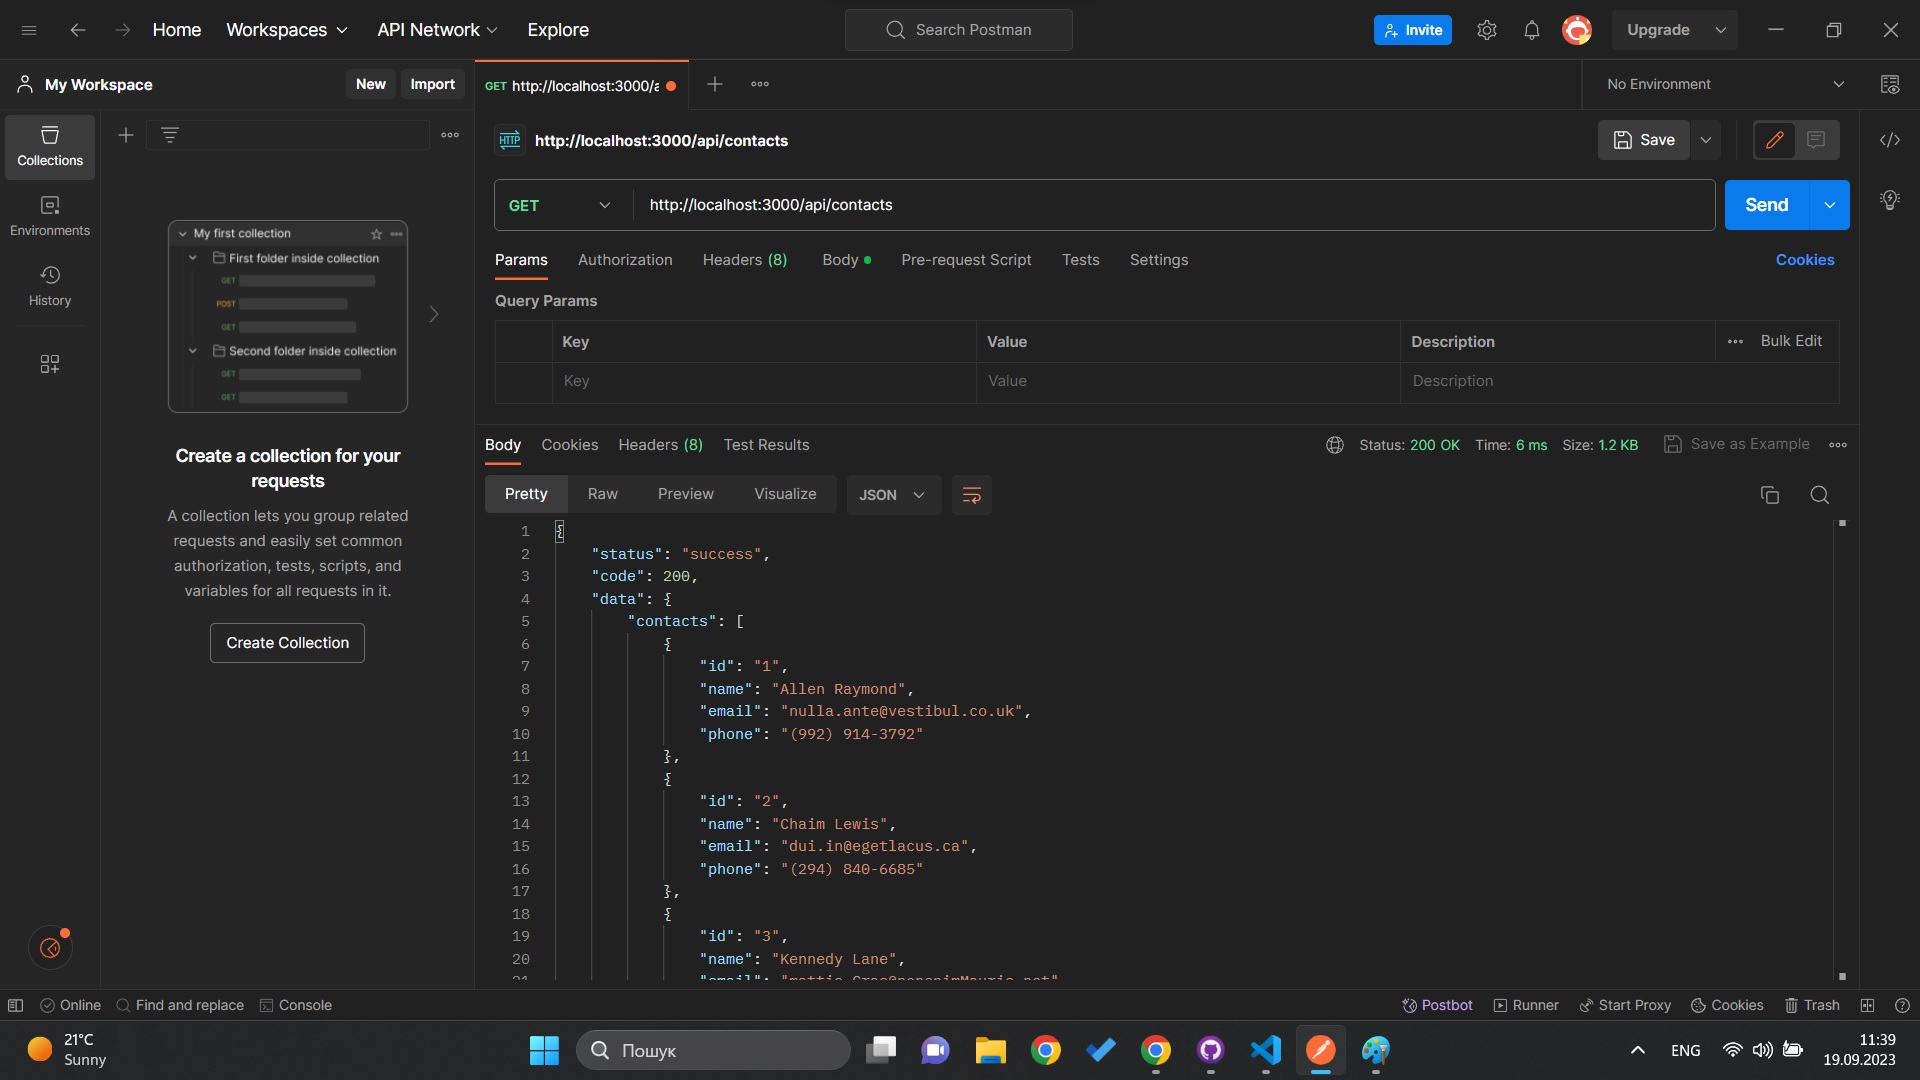 Home Workspaces API Network Explore Search Postman Invite Upgrade
My Workspace New Import GET http://localhost:3000/a No Environment
HTTP http://localhost:3000/api/contacts Save
Collections
Environments
History
My first collection
First folder inside collection
GET
POST
GET
Second folder inside collection
GET
GET
Create a collection for your
requests
A collection lets you group related
requests and easily set common
authorization, tests, scripts, and
variables for all requests in it.
Create Collection
GET http://localhost:3000/api/contacts Send
Params Authorization Headers (8) Body Pre-request Script Tests Settings Cookies
Query Params
Key Value Description Bulk Edit
Key Value Description
Body Cookies Headers (8) Test Results Status: 200 OK Time: 6 ms Size: 1.2 KB Save as Example
Pretty Raw Preview Visualize JSON
1 {
2 "status": "success",
3 "code": 200,
4 "data": {
5 "contacts": [
6 {
7 "id": "1",
8 "name": "Allen Raymond",
9 "email": "nulla.ante@vestibul.co.uk",
10 "phone": "(992) 914-3792"
11 },
12 {
13 "id": "2",
14 "name": "Chaim Lewis",
15 "email": "dui.in@egetlacus.ca",
16 "phone": "(294) 840-6685"
17 },
18 {
19 "id": "3",
20 "name": "Kennedy Lane",
21 "email":
Online Find and replace Console Postbot Runner Start Proxy Cookies Trash
21°C
Sunny
Пошук
ENG
11:39
19.09.2023